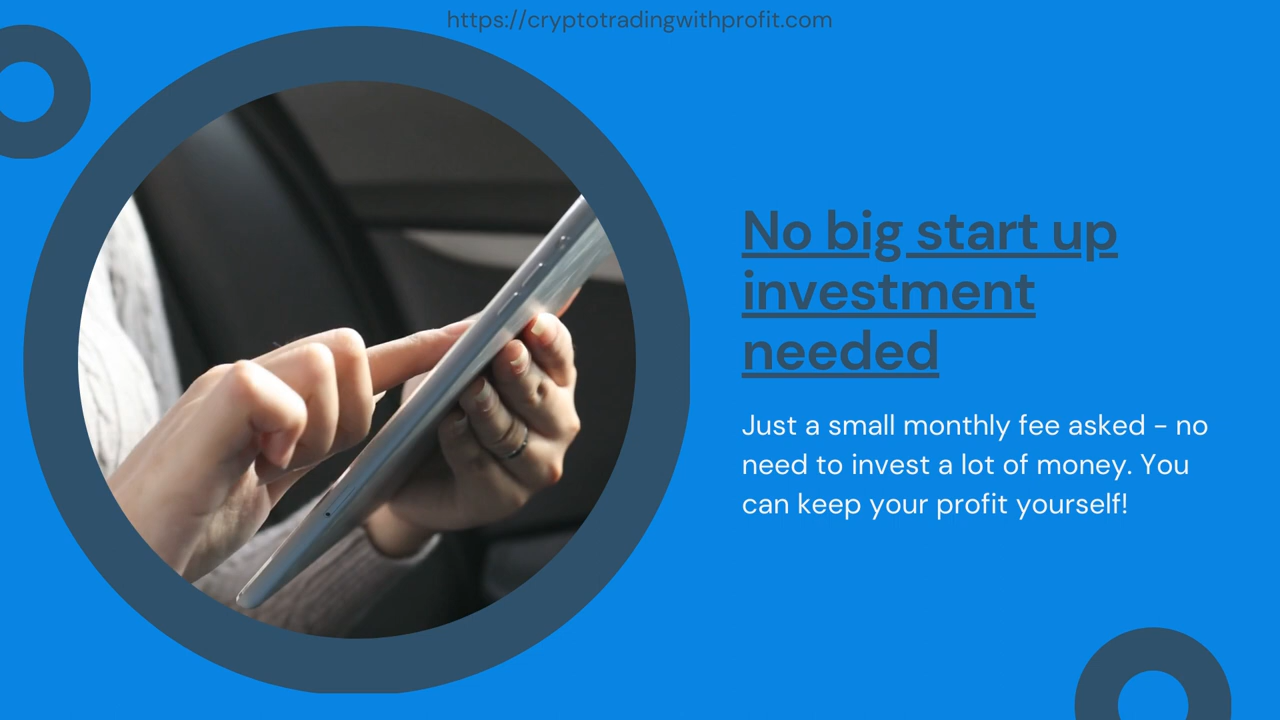 https://cryptotradingwithprofit.com
No big start up
investment
needed
Just a small monthly fee asked - no
need to invest a lot of money. You
can keep your profit yourself!